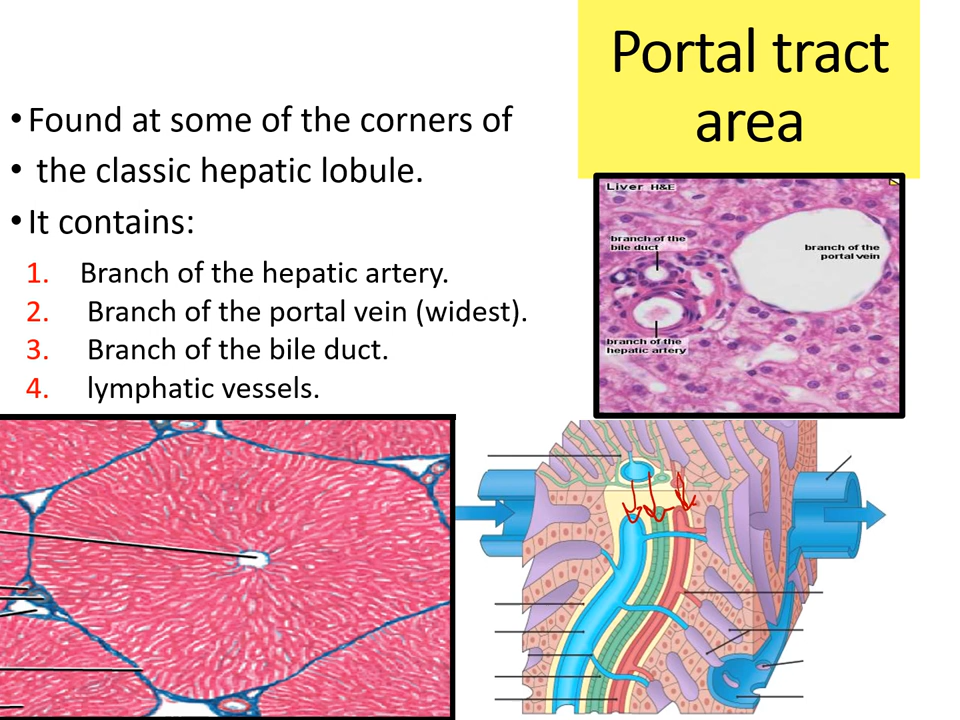 Portal tract
area
• Found at some of the corners of
• the classic hepatic lobule.
• It contains:
1. Branch of the hepatic artery.
2. Branch of the portal vein (widest).
3. Branch of the bile duct.
4. lymphatic vessels.
Liver H&E
branch of the
bile duct
branch of the
portal vein
branch of the
hepatic artery